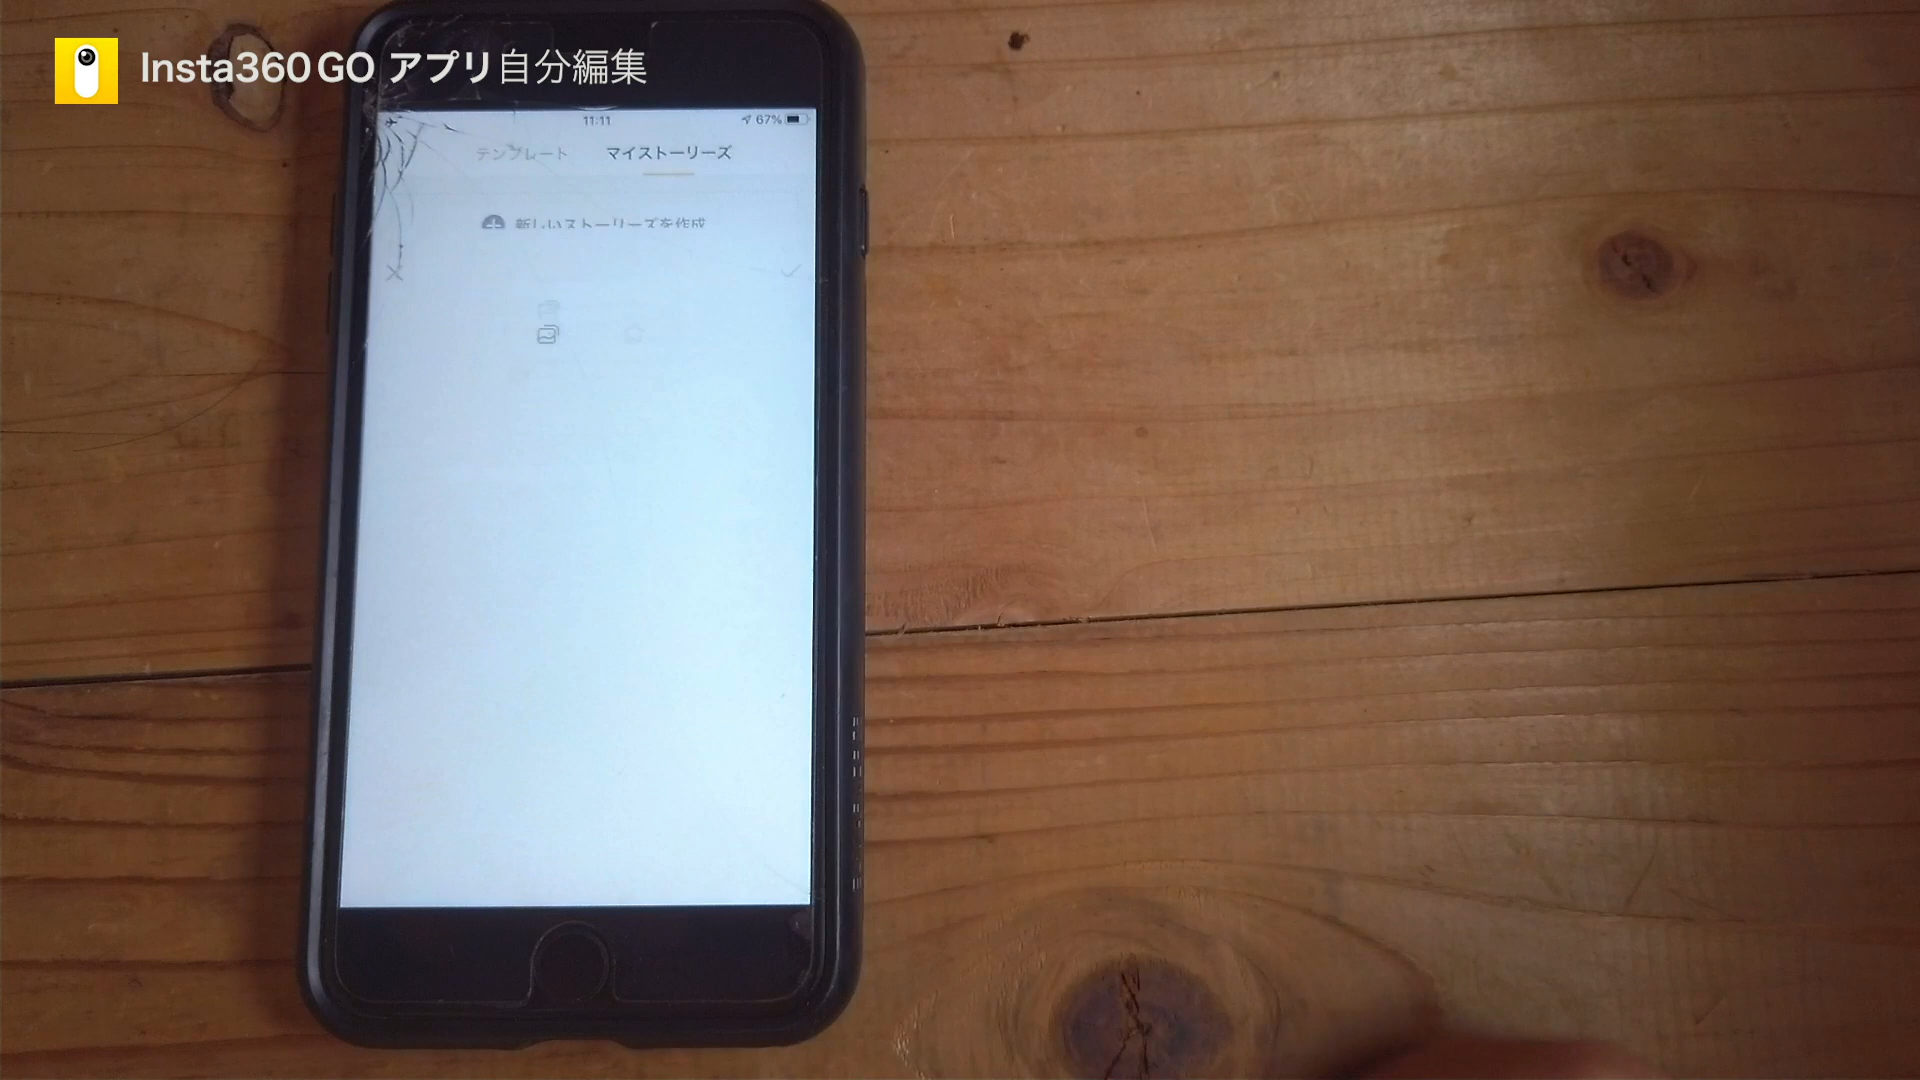 Insta360 GO アプリ自分編集
11:11
67%
テンプレート
マイストーリーズ
新しいストーリーズを作成